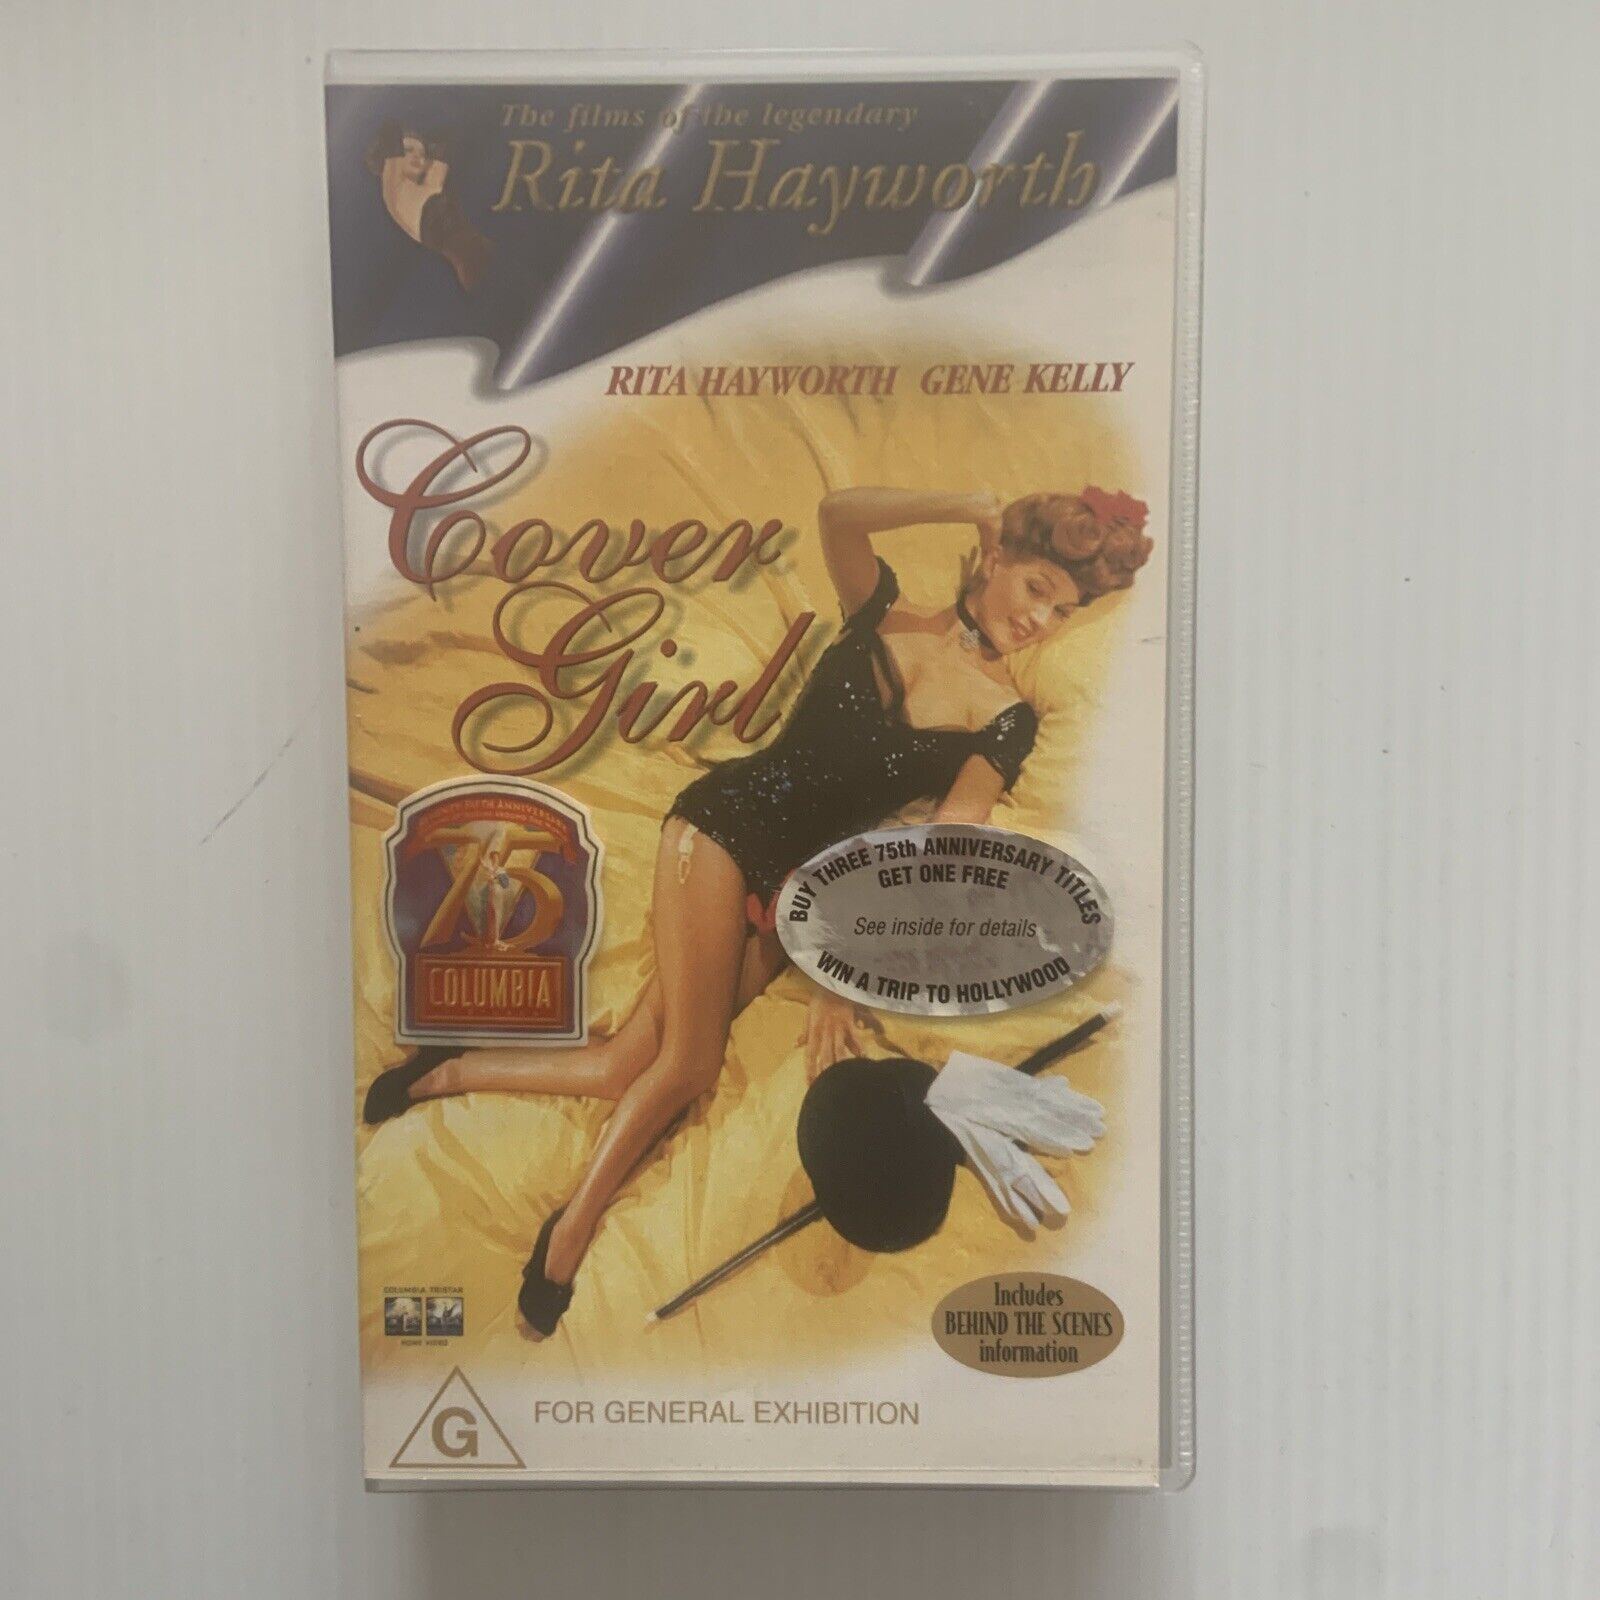 The films of the legendary
Rita Hayworth
RITA HAYWORTH GENE KELLY
Cover
Girl
75
COLUMBIA
BUY THREE 75th ANNIVERSARY TITLES
GET ONE FREE
See inside for details
WIN A TRIP TO HOLLYWOOD
COLUMBIA TRISTAR
HOME VIDEO
Includes
BEHIND THE SCENES
information
G
FOR GENERAL EXHIBITION